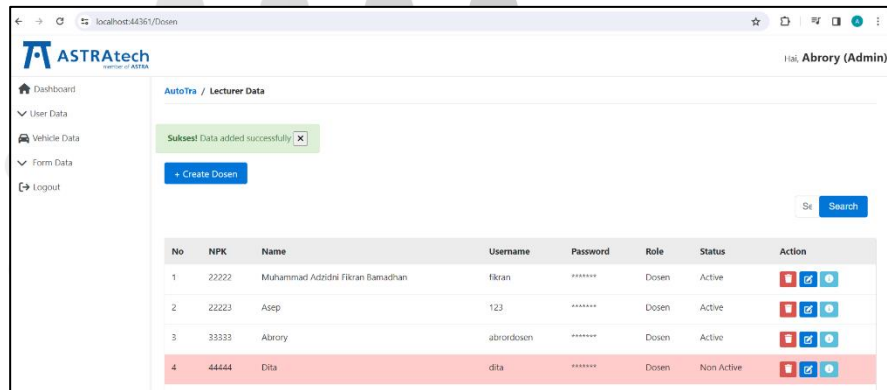 localhost:44361/Dosen
ASTRAtech
member of ASTRA
Hai, Abrory (Admin)
Dashboard
User Data
Vehicle Data
Form Data
Logout
AutoTra / Lecturer Data
Sukses! Data added successfully
+ Create Dosen
Se Search
No NPK Name Username Password Role Status Action
1 22222 Muhammad Adzidni Fikran Bamadhan fikran ******* Dosen Active
2 22223 Asep 123 ******* Dosen Active
3 33333 Abrory abrordosen ******* Dosen Active
4 44444 Dita dita ******* Dosen Non Active